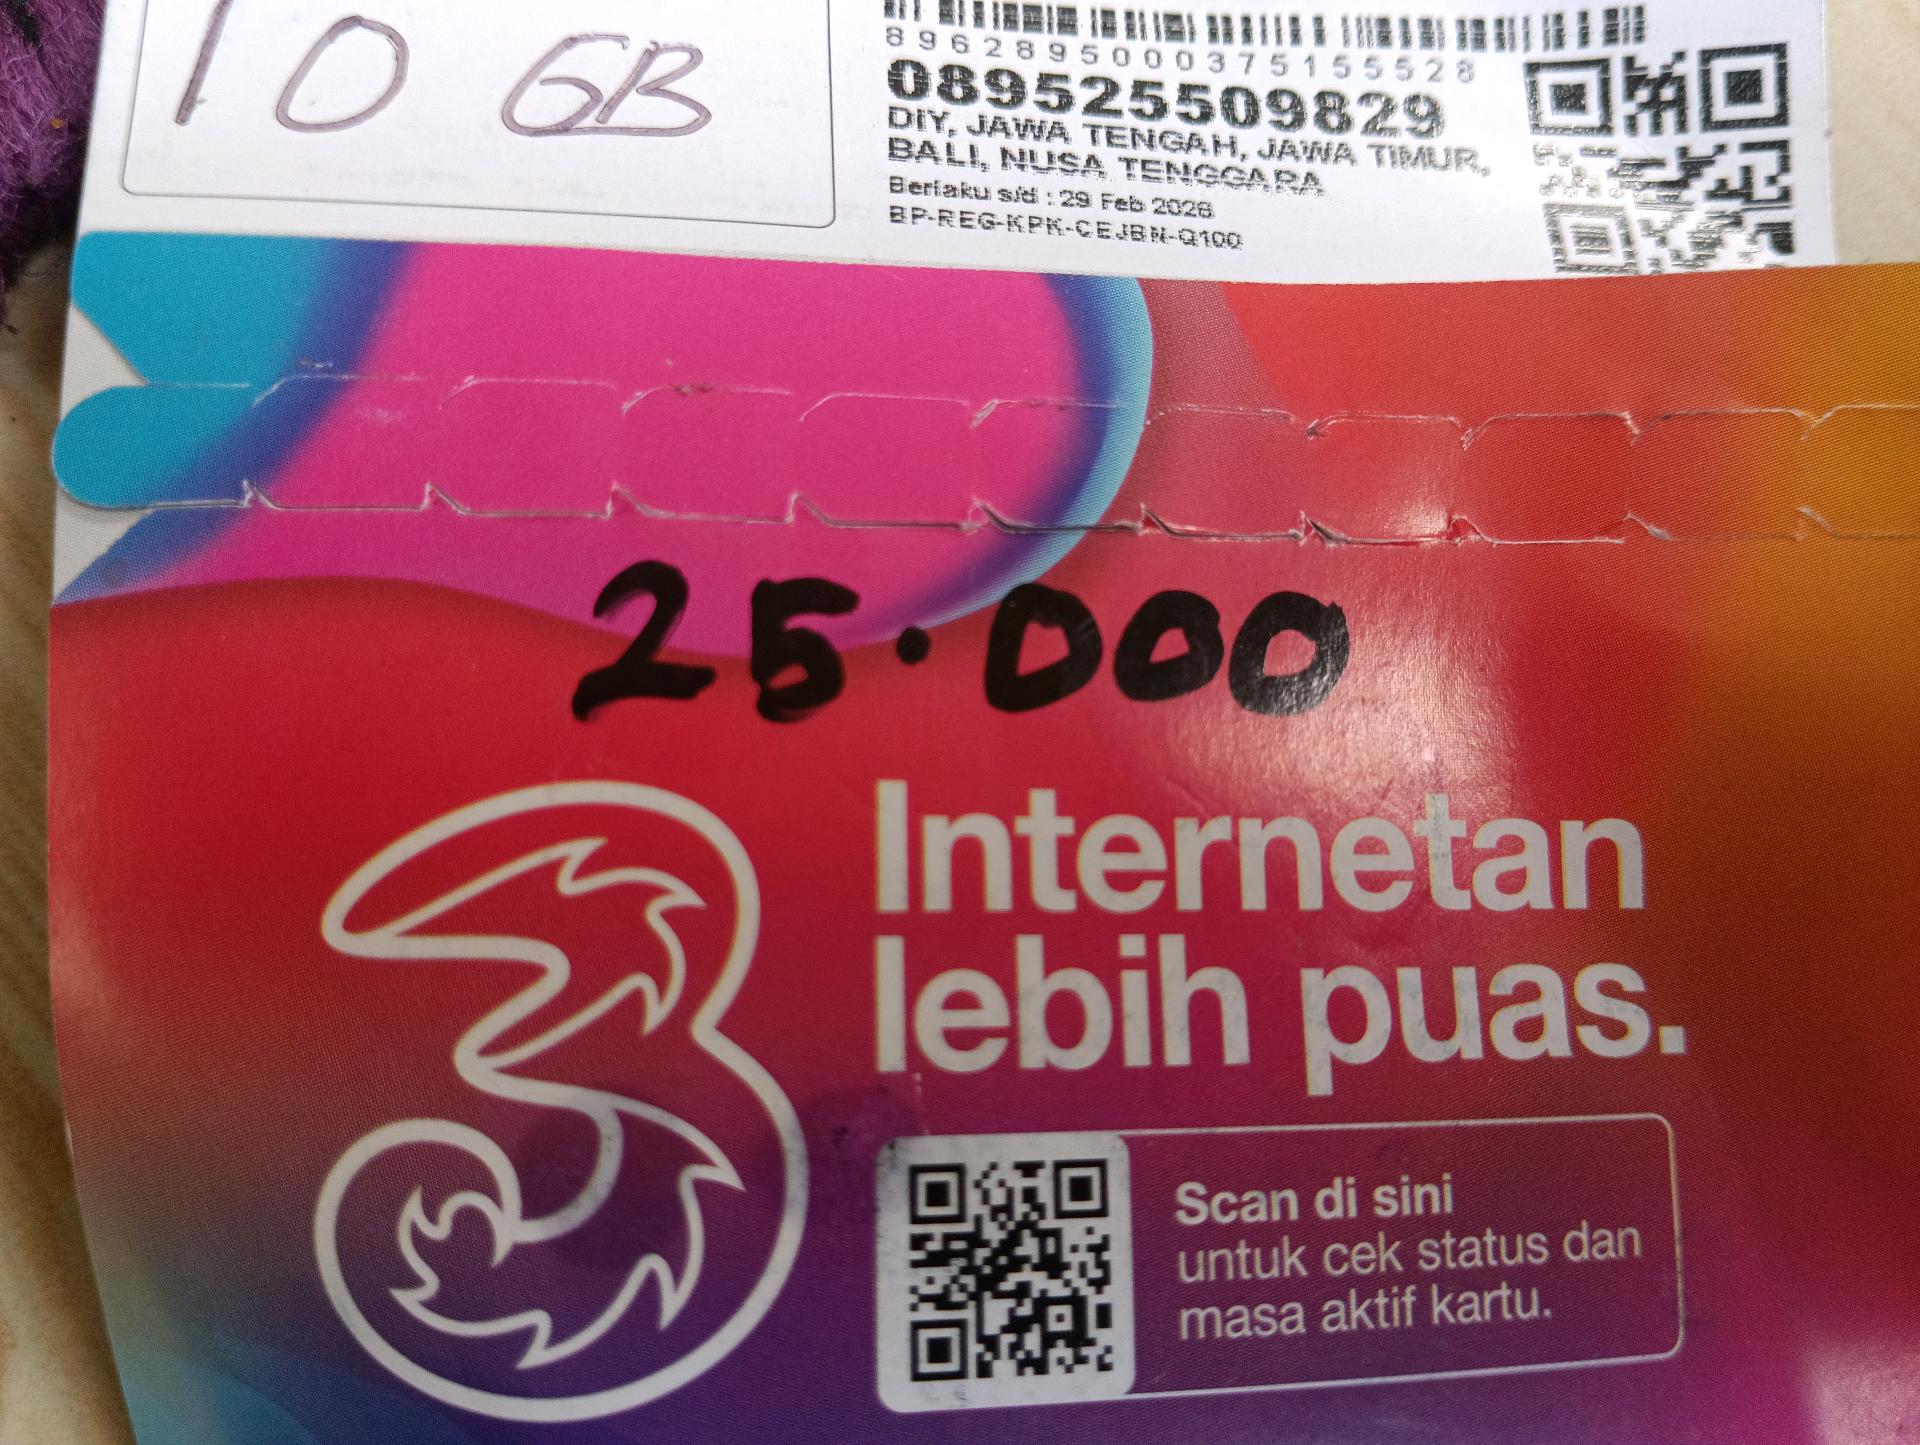 10 GB
8962895000375155528
089525509829
DIY, JAWA TENGAH, JAWA TIMUR,
BALI, NUSA TENGGARA
Berlaku s/d : 29 Feb 2028
BP-REG-KPK-CEJBN-Q100
25.000
3
Internetan
lebih puas.
Scan di sini
untuk cek status dan
masa aktif kartu.